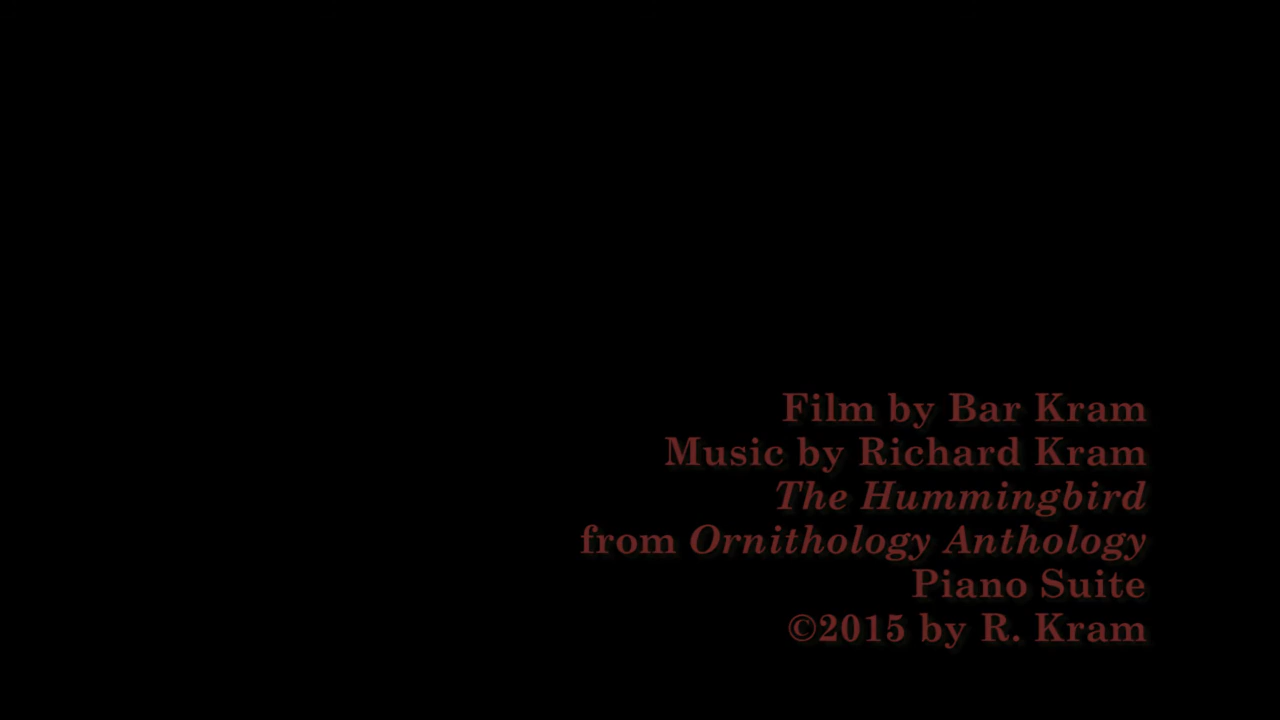 Film by Bar Kram
Music by Richard Kram
The Hummingbird
from Ornithology Anthology
Piano Suite
©2015 by R. Kram